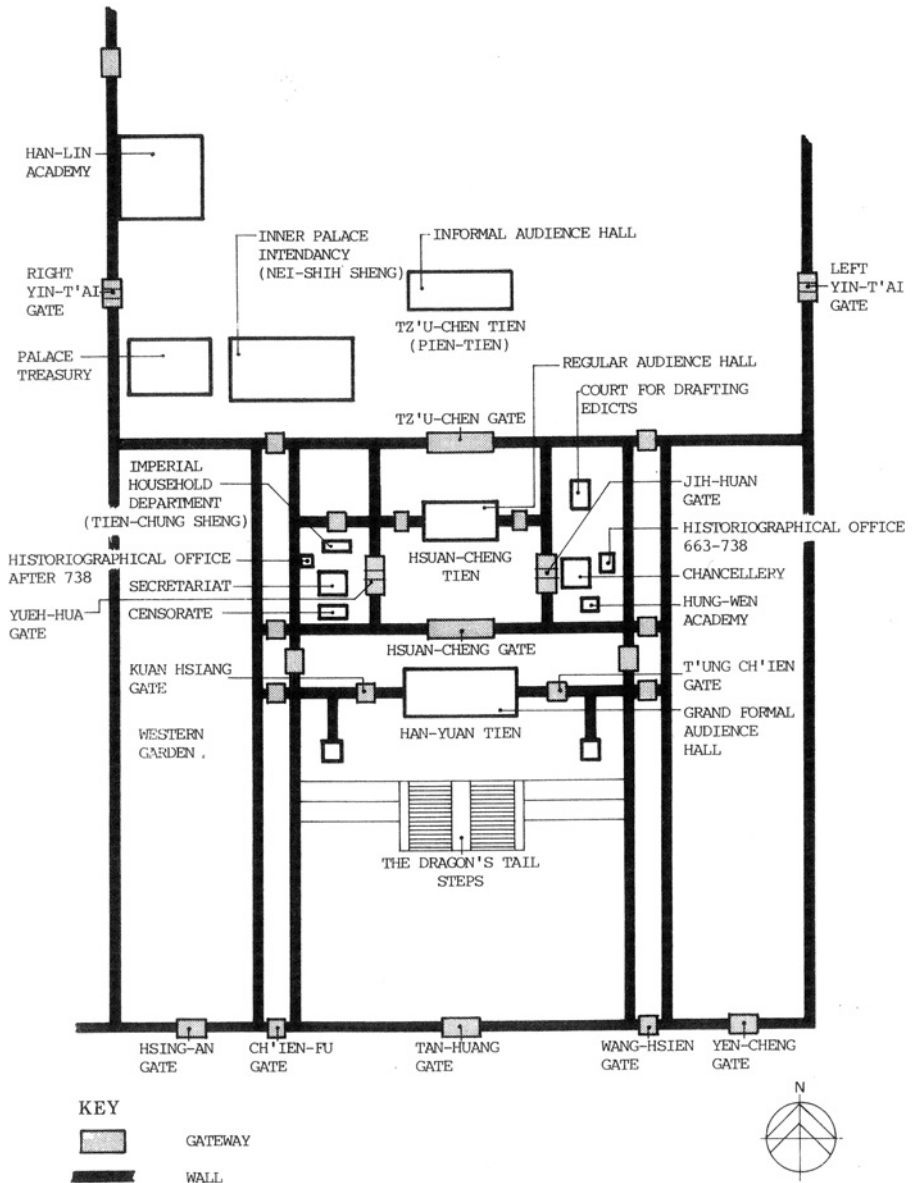 HAN-LIN
ACADEMY
INNER PALACE
INTENDANCY
(NEI-SHIH SHENG)
INFORMAL AUDIENCE HALL
RIGHT
YIN-T'AI
GATE
LEFT
YIN-T'AI
GATE
TZ'U-CHEN TIEN
(PIEN-TIEN)
PALACE
TREASURY
REGULAR AUDIENCE HALL
COURT FOR DRAFTING
EDICTS
TZ'U-CHEN GATE
IMPERIAL
HOUSEHOLD
DEPARTMENT
(TIEN-CHUNG SHENG)
JIH-HUAN
GATE
HISTORIOGRAPHICAL OFFICE
AFTER 738
HSUAN-CHENG
TIEN
HISTORIOGRAPHICAL OFFICE
663-738
SECRETARIAT
CHANCELLERY
YUEH-HUA
GATE
CENSORATE
HUNG-WEN
ACADEMY
HSUAN-CHENG GATE
KUAN HSIANG
GATE
T'UNG CH'IEN
GATE
HAN-YUAN TIEN
GRAND FORMAL
AUDIENCE
HALL
WESTERN
GARDEN .
THE DRAGON'S TAIL
STEPS
HSING-AN
GATE
CH'IEN-FU
GATE
TAN-HUANG
GATE
WANG-HSIEN
GATE
YEN-CHENG
GATE
KEY
GATEWAY
WALL
N